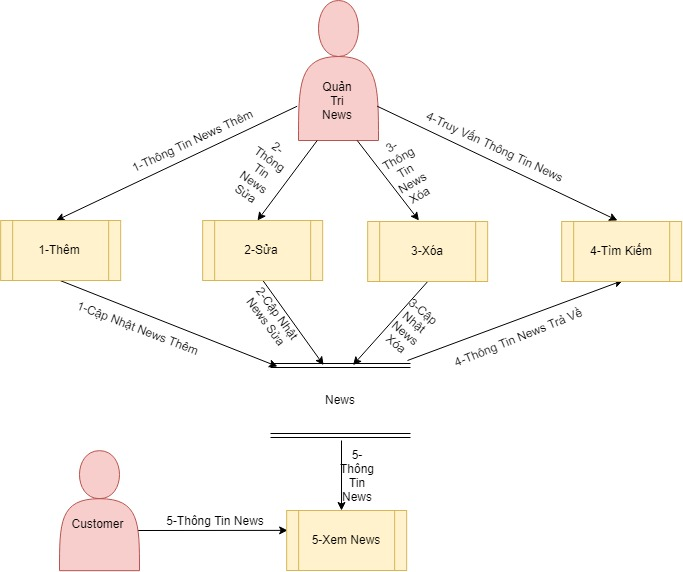 Quản
Tri
News
1-Thông Tin News Thêm
2-
Thông
Tin
News
Sửa
3-
Thông
Tin
News
Xóa
4-Truy Vấn Thông Tin News
1-Thêm
2-Sửa
3-Xóa
4-Tìm Kiếm
1-Cập Nhật News Thêm
2-Cập Nhật
News Sửa
3-Cập
Nhật
News
Xóa
4-Thông Tin News Trả Về
News
5-
Thông
Tin
News
Customer
5-Thông Tin News
5-Xem News